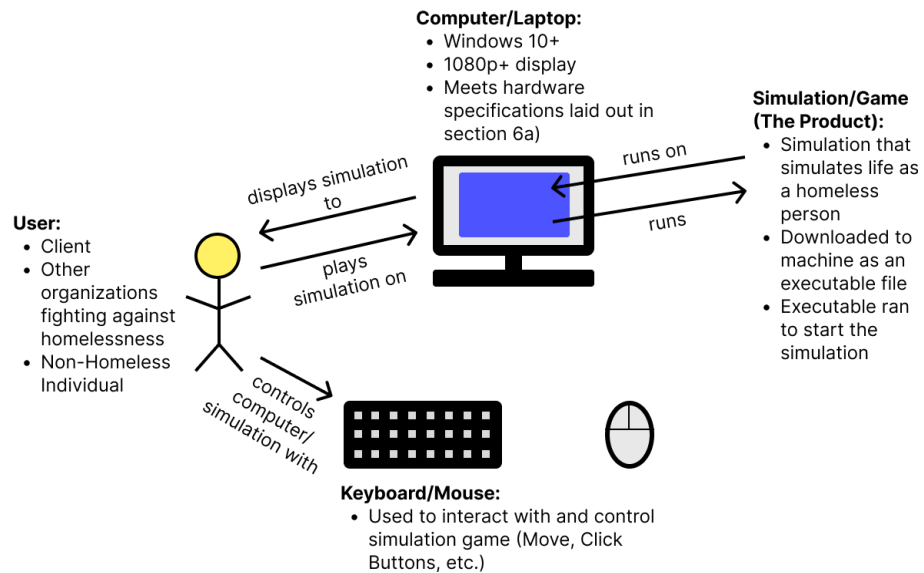 Computer/Laptop:
• Windows 10+
• 1080p+ display
• Meets hardware
specifications laid out in
section 6a)
Simulation/Game
(The Product):
• Simulation that
simulates life as
a homeless
person
• Downloaded to
machine as an
executable file
• Executable ran
to start the
simulation
runs on
runs
displays simulation
to
plays
simulation on
User:
• Client
• Other
organizations
fighting against
homelessness
• Non-Homeless
Individual
controls
computer/
simulation with
Keyboard/Mouse:
• Used to interact with and control
simulation game (Move, Click
Buttons, etc.)